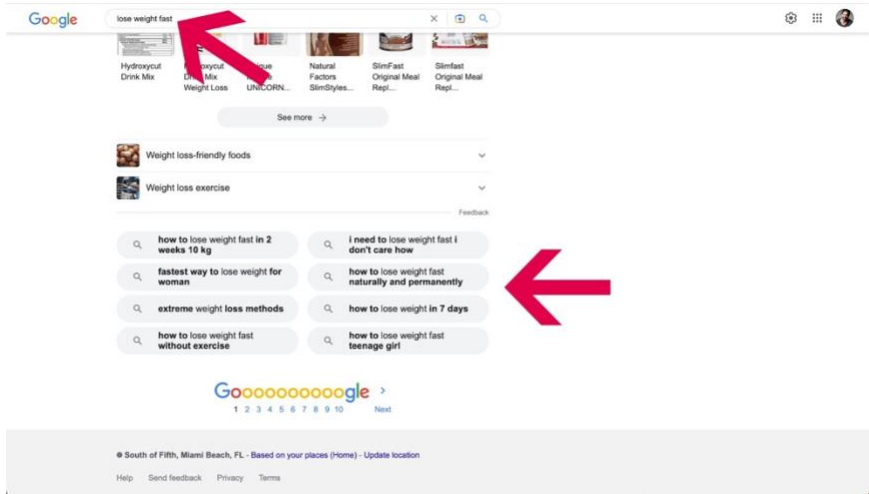 Google
lose weight fast
Hydroxycut
Drink Mix
Drink Mix
Weight Loss
UNICORN...
Natural
Factors
SlimStyles...
SlimFast
Original Meal
Repl...
Slimfast
Original Meal
Repl...
See more →
Weight loss-friendly foods
Weight loss exercise
Feedback
how to lose weight fast in 2
weeks 10 kg
i need to lose weight fast i
don't care how
fastest way to lose weight for
woman
how to lose weight fast
naturally and permanently
extreme weight loss methods
how to lose weight in 7 days
how to lose weight fast
without exercise
how to lose weight fast
teenage girl
Goooooooooogle >
1 2 3 4 5 6 7 8 9 10 Next
South of Fifth, Miami Beach, FL - Based on your places (Home) - Update location
Help Send feedback Privacy Terms